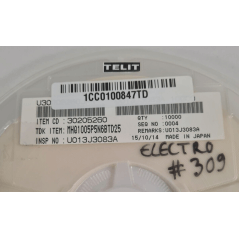 TELIT
1CC0100847TD
U30
ITEM CD : 30205260
QTY : 10000
SEQ NO : 0004
TDK ITEM: MHQ1005P5N6BTD25
REMARKS: U013J3083A
INSP NO : U013J3083A
15/10/14 MADE IN JAPAN
ELECTRO
#309